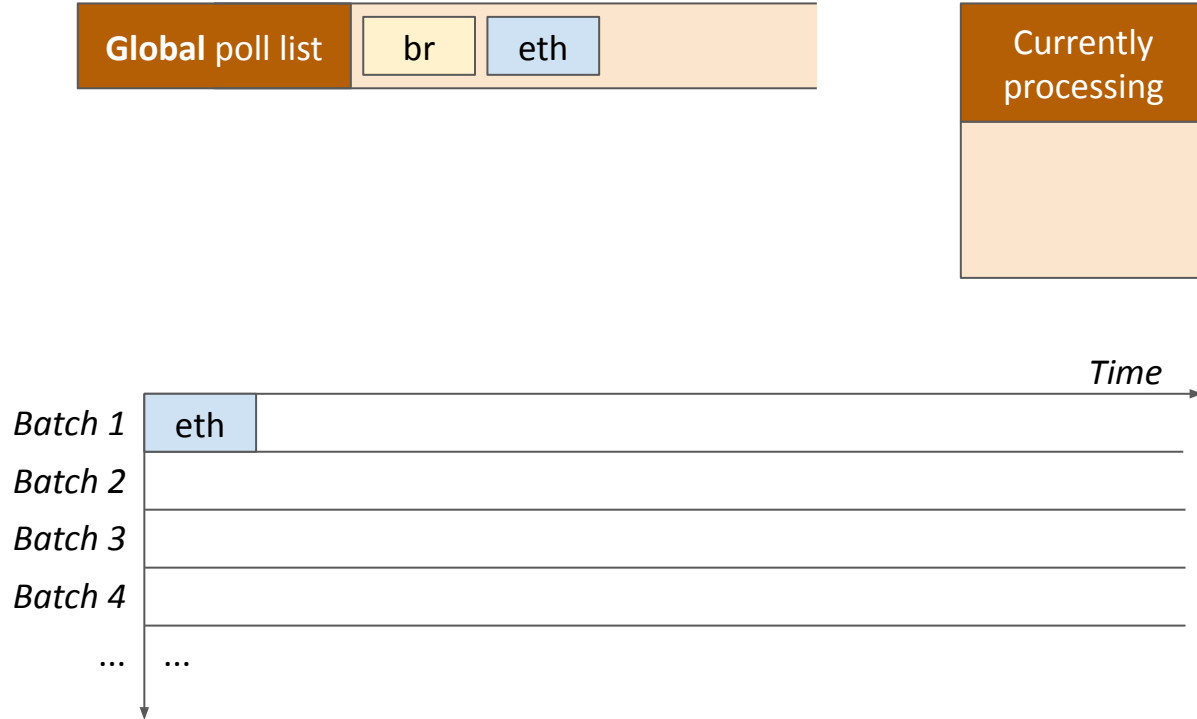 Global poll list
br
eth
Currently
processing
Time
Batch 1
eth
Batch 2
Batch 3
Batch 4
...
...